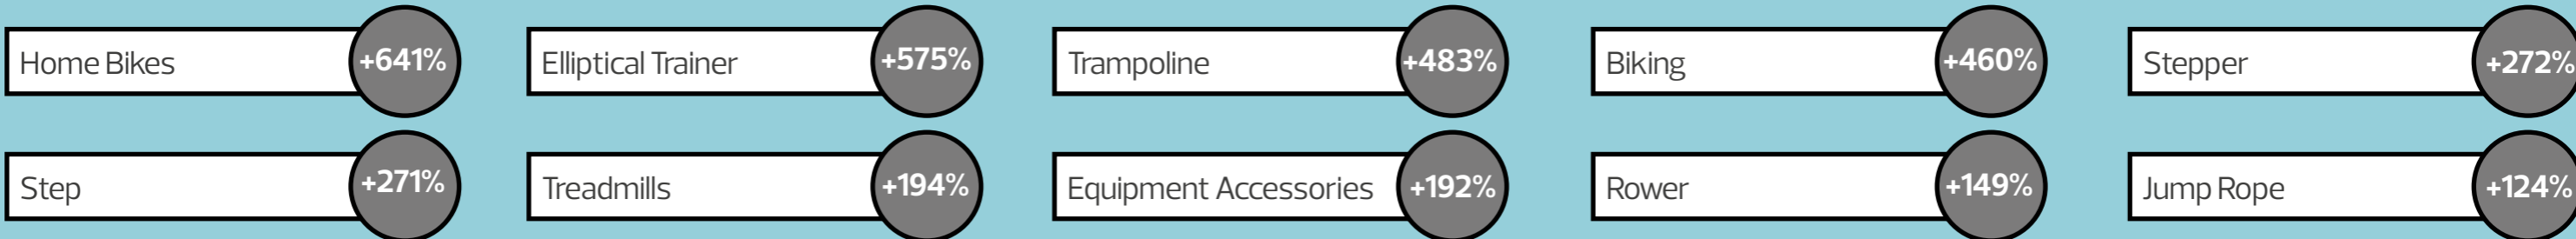 Home Bikes +641%
Elliptical Trainer +575%
Trampoline +483%
Biking +460%
Stepper +272%
Step +271%
Treadmills +194%
Equipment Accessories +192%
Rower +149%
Jump Rope +124%